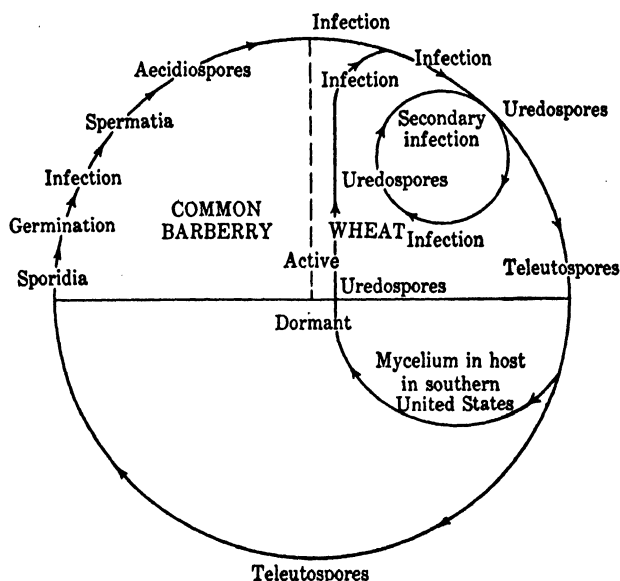 Infection
Aecidiospores
Infection
Infection
Spermatia
Secondary
infection
Uredospores
Infection
Uredospores
COMMON
BARBERRY
Germination
WHEAT
Infection
Active
Teleutospores
Sporidia
Uredospores
Dormant
Mycelium in host
in southern
United States
Teleutospores